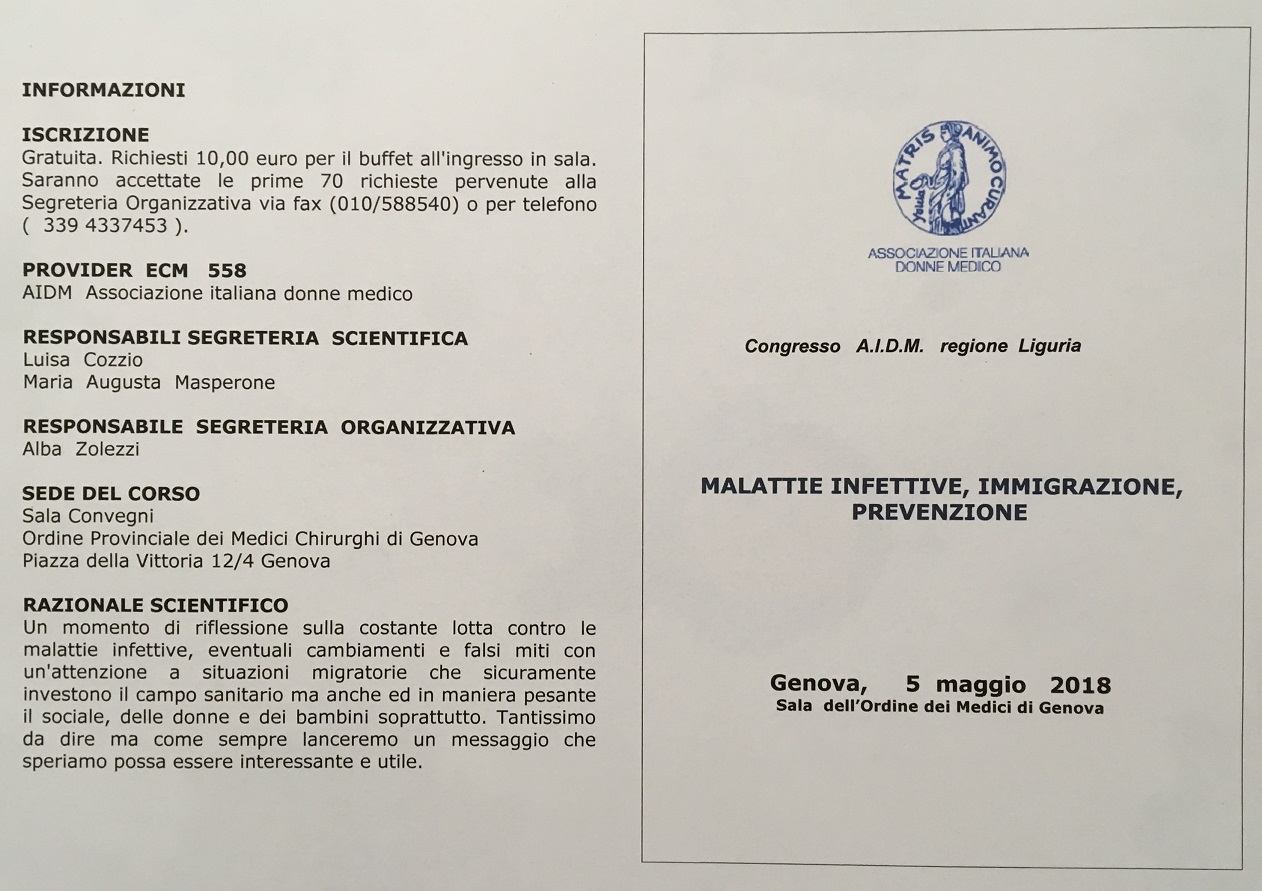 INFORMAZIONI
ISCRIZIONE
Gratuita. Richiesti 10,00 euro per il buffet all'ingresso in sala.
Saranno accettate le prime 70 richieste pervenute alla
Segreteria Organizzativa via fax (010/588540) o per telefono
( 339 4337453 ).
PROVIDER ECM 558
AIDM Associazione italiana donne medico
RESPONSABILI SEGRETERIA SCIENTIFICA
Luisa Cozzio
Maria Augusta Masperone
RESPONSABILE SEGRETERIA ORGANIZZATIVA
Alba Zolezzi
SEDE DEL CORSO
Sala Convegni
Ordine Provinciale dei Medici Chirurghi di Genova
Piazza della Vittoria 12/4 Genova
RAZIONALE SCIENTIFICO
Un momento di riflessione sulla costante lotta contro le
malattie infettive, eventuali cambiamenti e falsi miti con
un'attenzione a situazioni migratorie che sicuramente
investono il campo sanitario ma anche ed in maniera pesante
il sociale, delle donne e dei bambini soprattutto. Tantissimo
da dire ma come sempre lanceremo un messaggio che
speriamo possa essere interessante e utile.
MATRIS ANIMO CURANT
ASSOCIAZIONE ITALIANA
DONNE MEDICO
Congresso A.I.D.M. regione Liguria
MALATTIE INFETTIVE, IMMIGRAZIONE,
PREVENZIONE
Genova, 5 maggio 2018
Sala dell'Ordine dei Medici di Genova